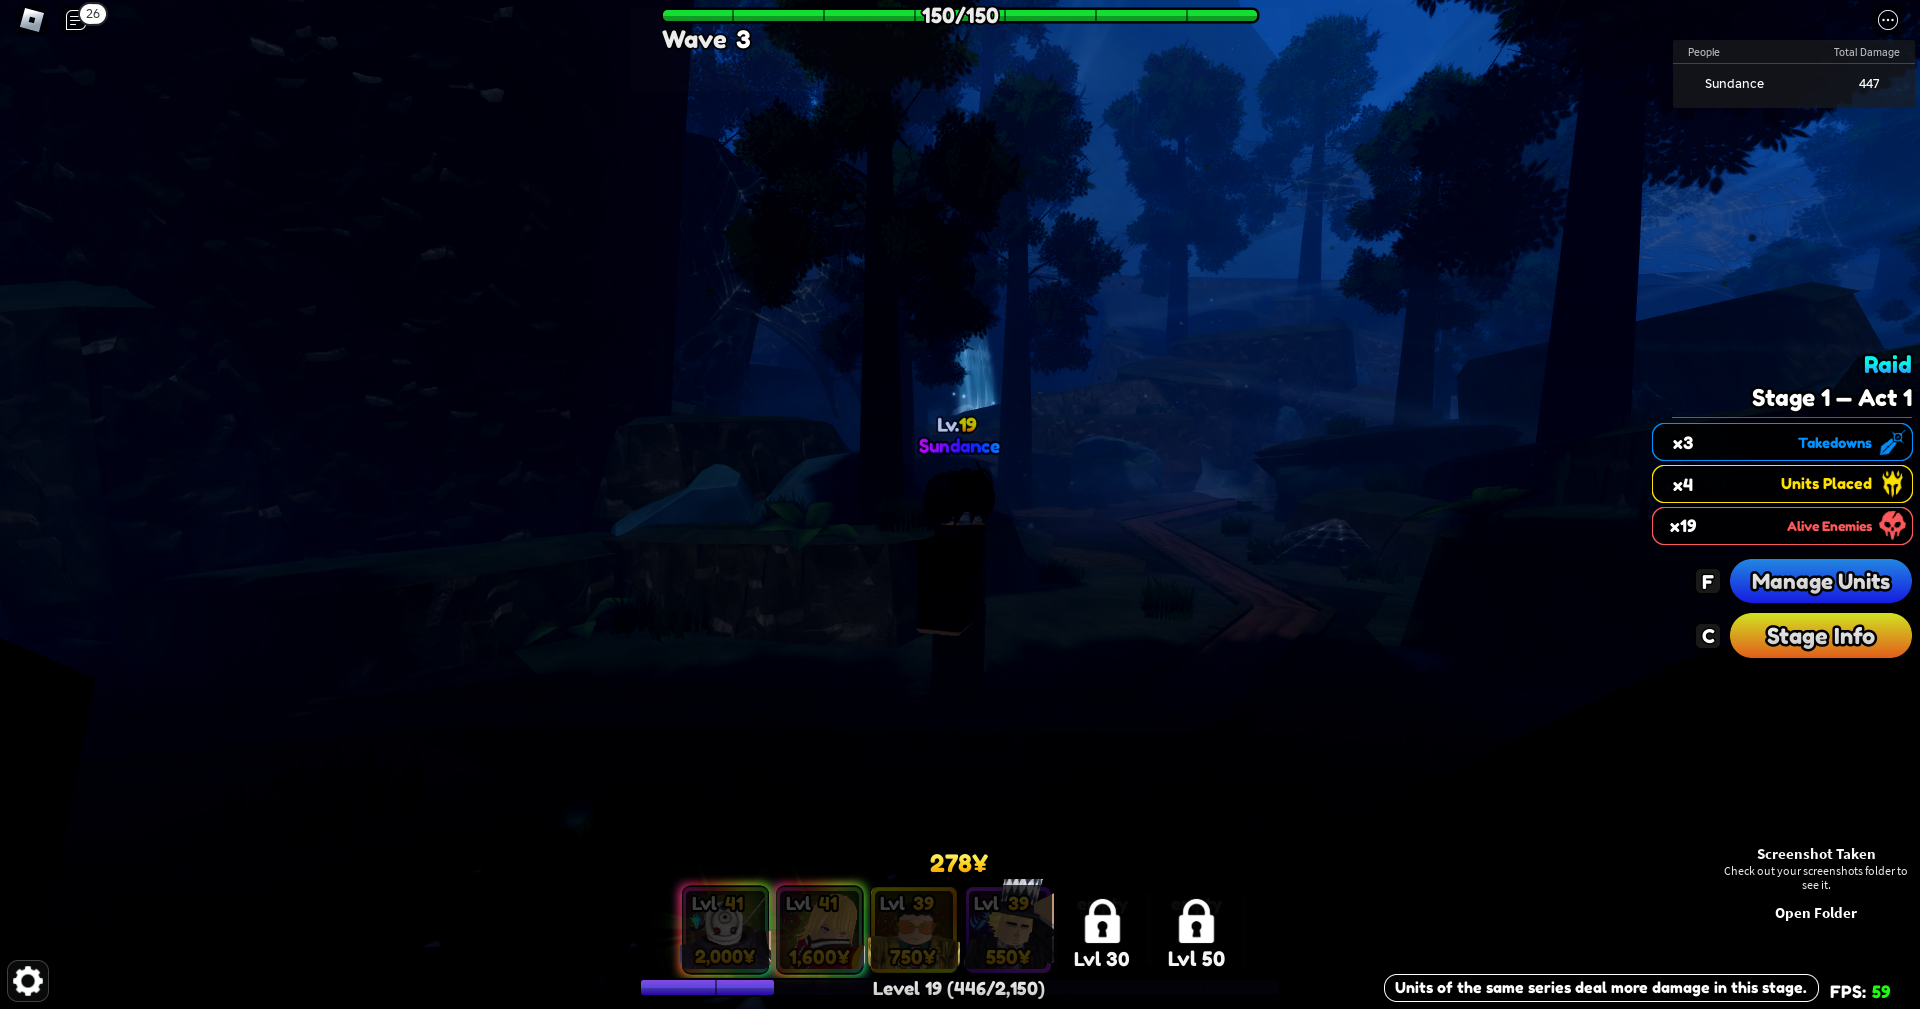 26
150/150
Wave 3
People Total Damage
Sundance 447
Lv.19
Sundance
Raid
Stage 1 – Act 1
x3 Takedowns
x4 Units Placed
x19 Alive Enemies
F Manage Units
C Stage Info
Screenshot Taken
Check out your screenshots folder to
see it.
Open Folder
278¥
Lvl 41 Lvl 41 Lvl 39 Lvl 39
2,000¥ 1,600¥ 750¥ 550¥
Lvl 30 Lvl 50
Level 19 (446/2,150)
Units of the same series deal more damage in this stage.
FPS: 59